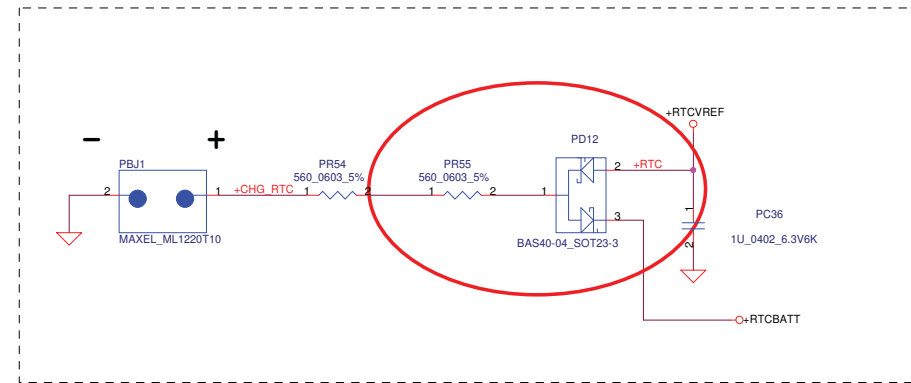 +RTCVREF
− +
PD12
PBJ1
PR54
560_0603_5%
PR55
560_0603_5%
2 +RTC
2 1 +CHG_RTC 1 2 1 2 1
1
PC36
1U_0402_6.3V6K
2
3
MAXEL_ML1220T10
BAS40-04_SOT23-3
+RTCBATT